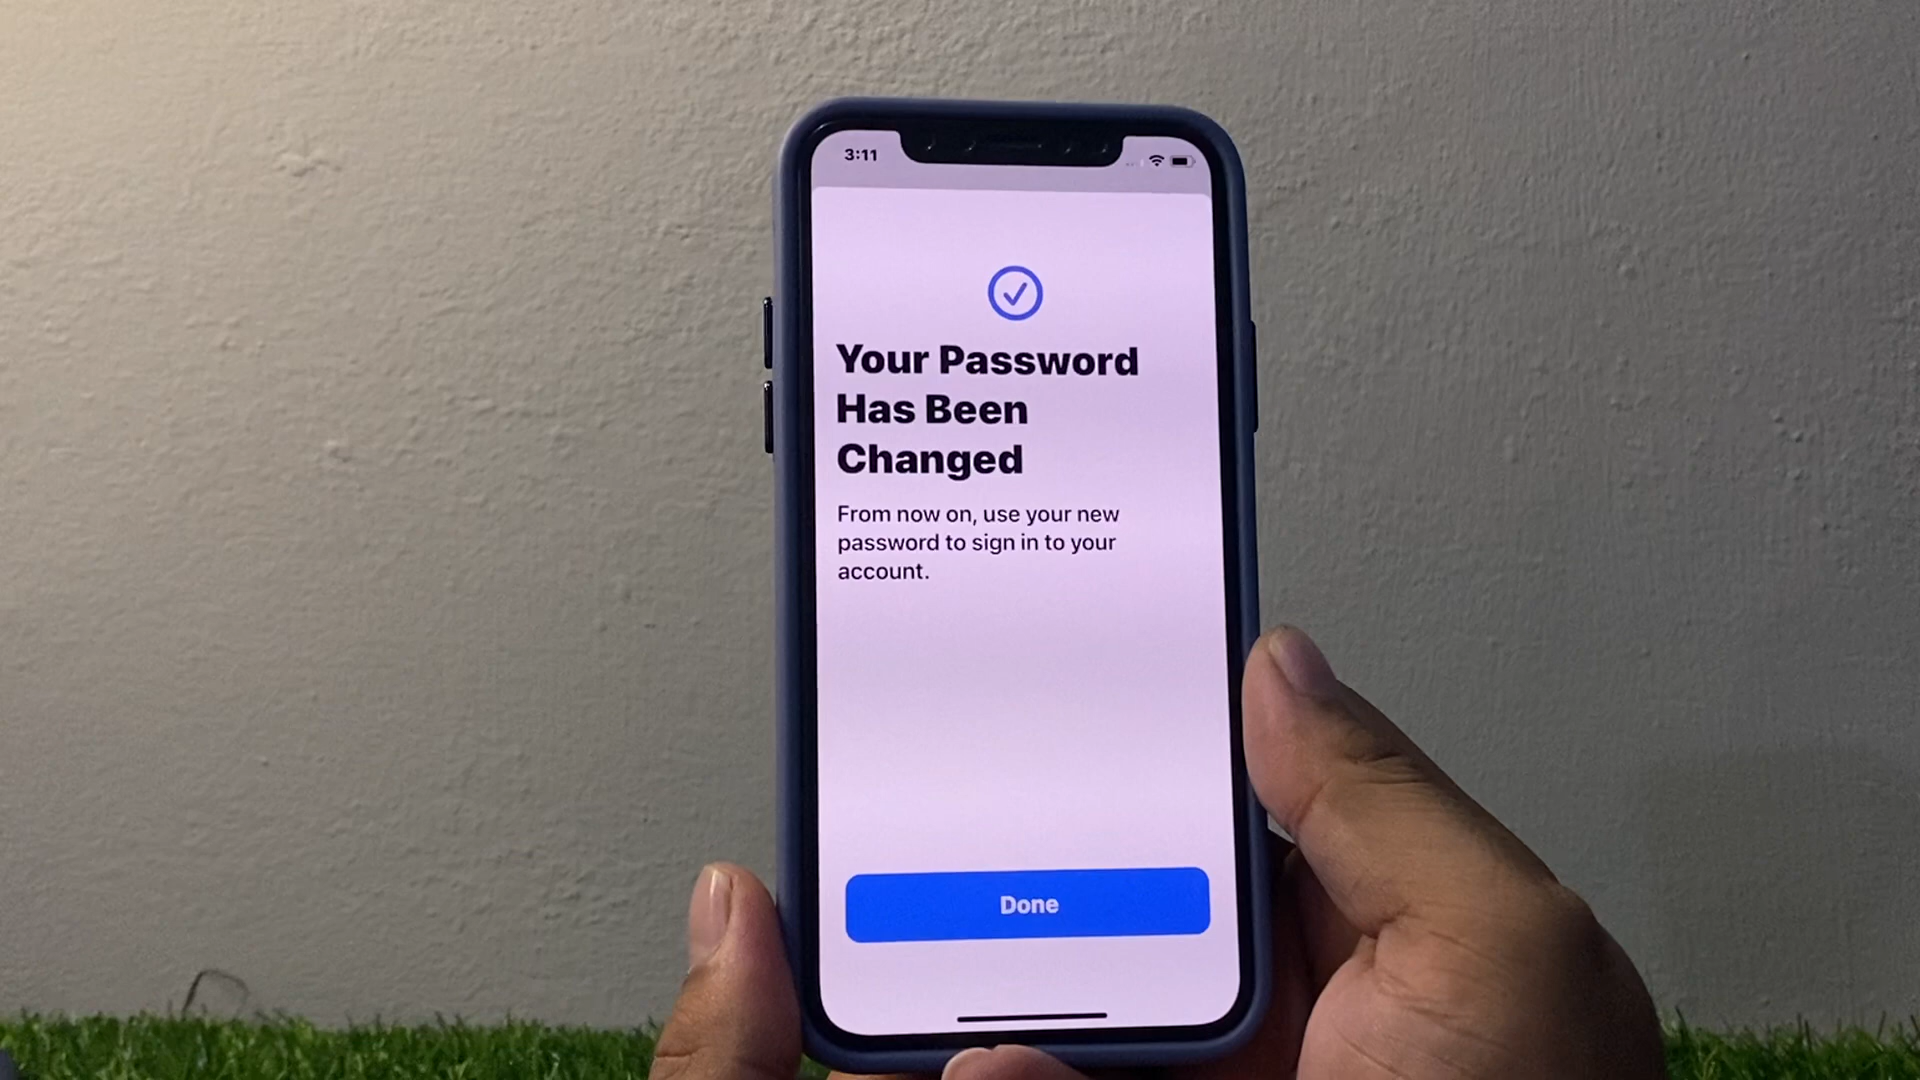 3:11
Your Password
Has Been
Changed
From now on, use your new
password to sign in to your
account.
Done